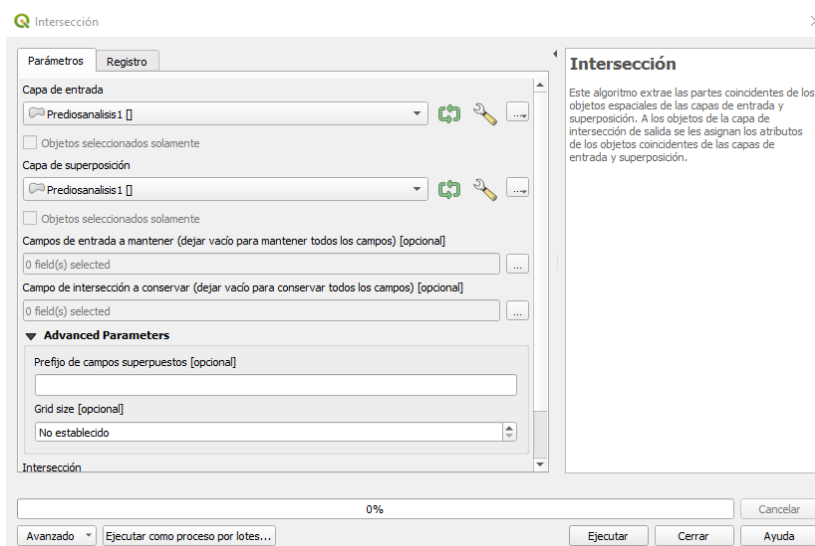 Intersección
Parámetros
Registro
Capa de entrada
Prediosanalisis1 []
...
Objetos seleccionados solamente
Capa de superposición
Prediosanalisis1 []
...
Objetos seleccionados solamente
Campos de entrada a mantener (dejar vacío para mantener todos los campos) [opcional]
0 field(s) selected
...
Campo de intersección a conservar (dejar vacío para conservar todos los campos) [opcional]
0 field(s) selected
...
Advanced Parameters
Prefijo de campos superpuestos [opcional]
Grid size [opcional]
No establecido
Intersección
Intersección
Este algoritmo extrae las partes coincidentes de los
objetos espaciales de las capas de entrada y
superposición. A los objetos de la capa de
intersección de salida se les asignan los atributos
de los objetos coincidentes de las capas de
entrada y superposición.
0%
Cancelar
Avanzado
Ejecutar como proceso por lotes...
Ejecutar
Cerrar
Ayuda